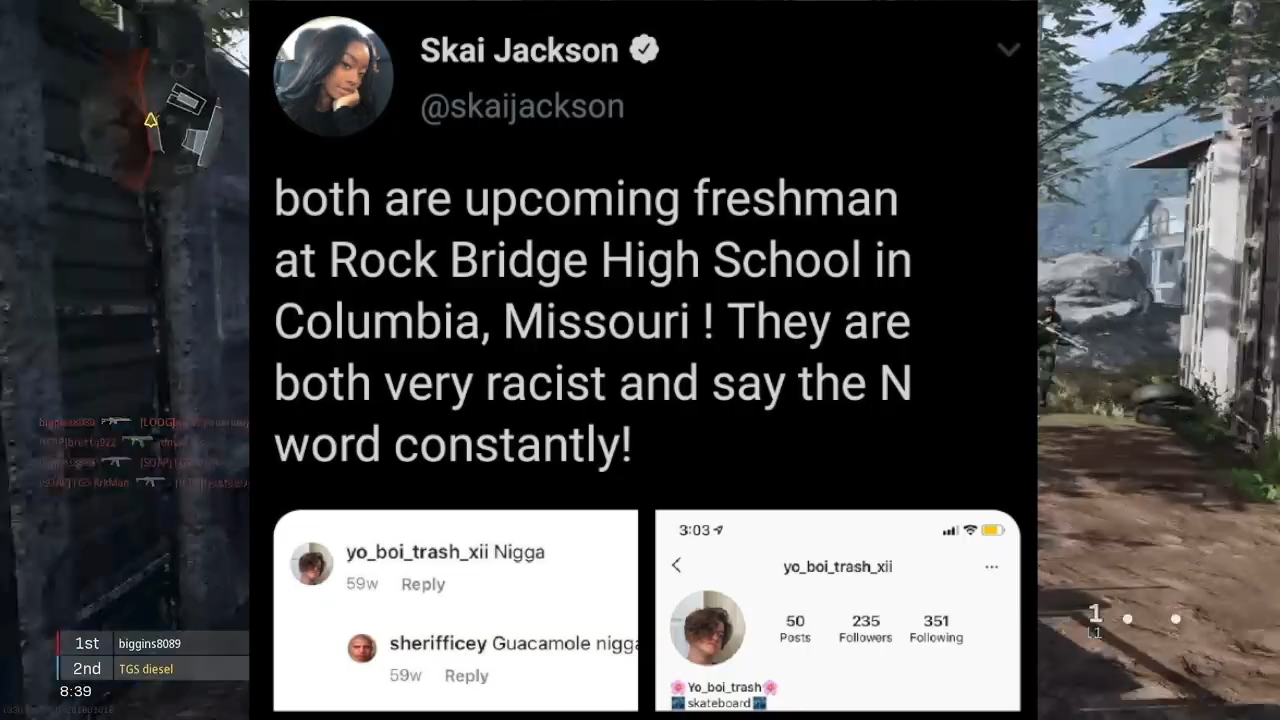 Skai Jackson
@skaijackson
both are upcoming freshman
at Rock Bridge High School in
Columbia, Missouri ! They are
both very racist and say the N
word constantly!
yo_boi_trash_xii Nigga
59w Reply
sherifficey Guacamole nigga
59w Reply
3:03
yo_boi_trash_xii
50 235 351
Posts Followers Following
🌸Yo_boi_trash🌸
🌃skateboard🌃
1st biggins8089
2nd TGS diesel
8:39
1
L1